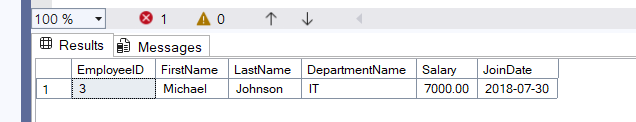 100 % 1 0
Results Messages
EmployeeID FirstName LastName DepartmentName Salary JoinDate
1 3 Michael Johnson IT 7000.00 2018-07-30